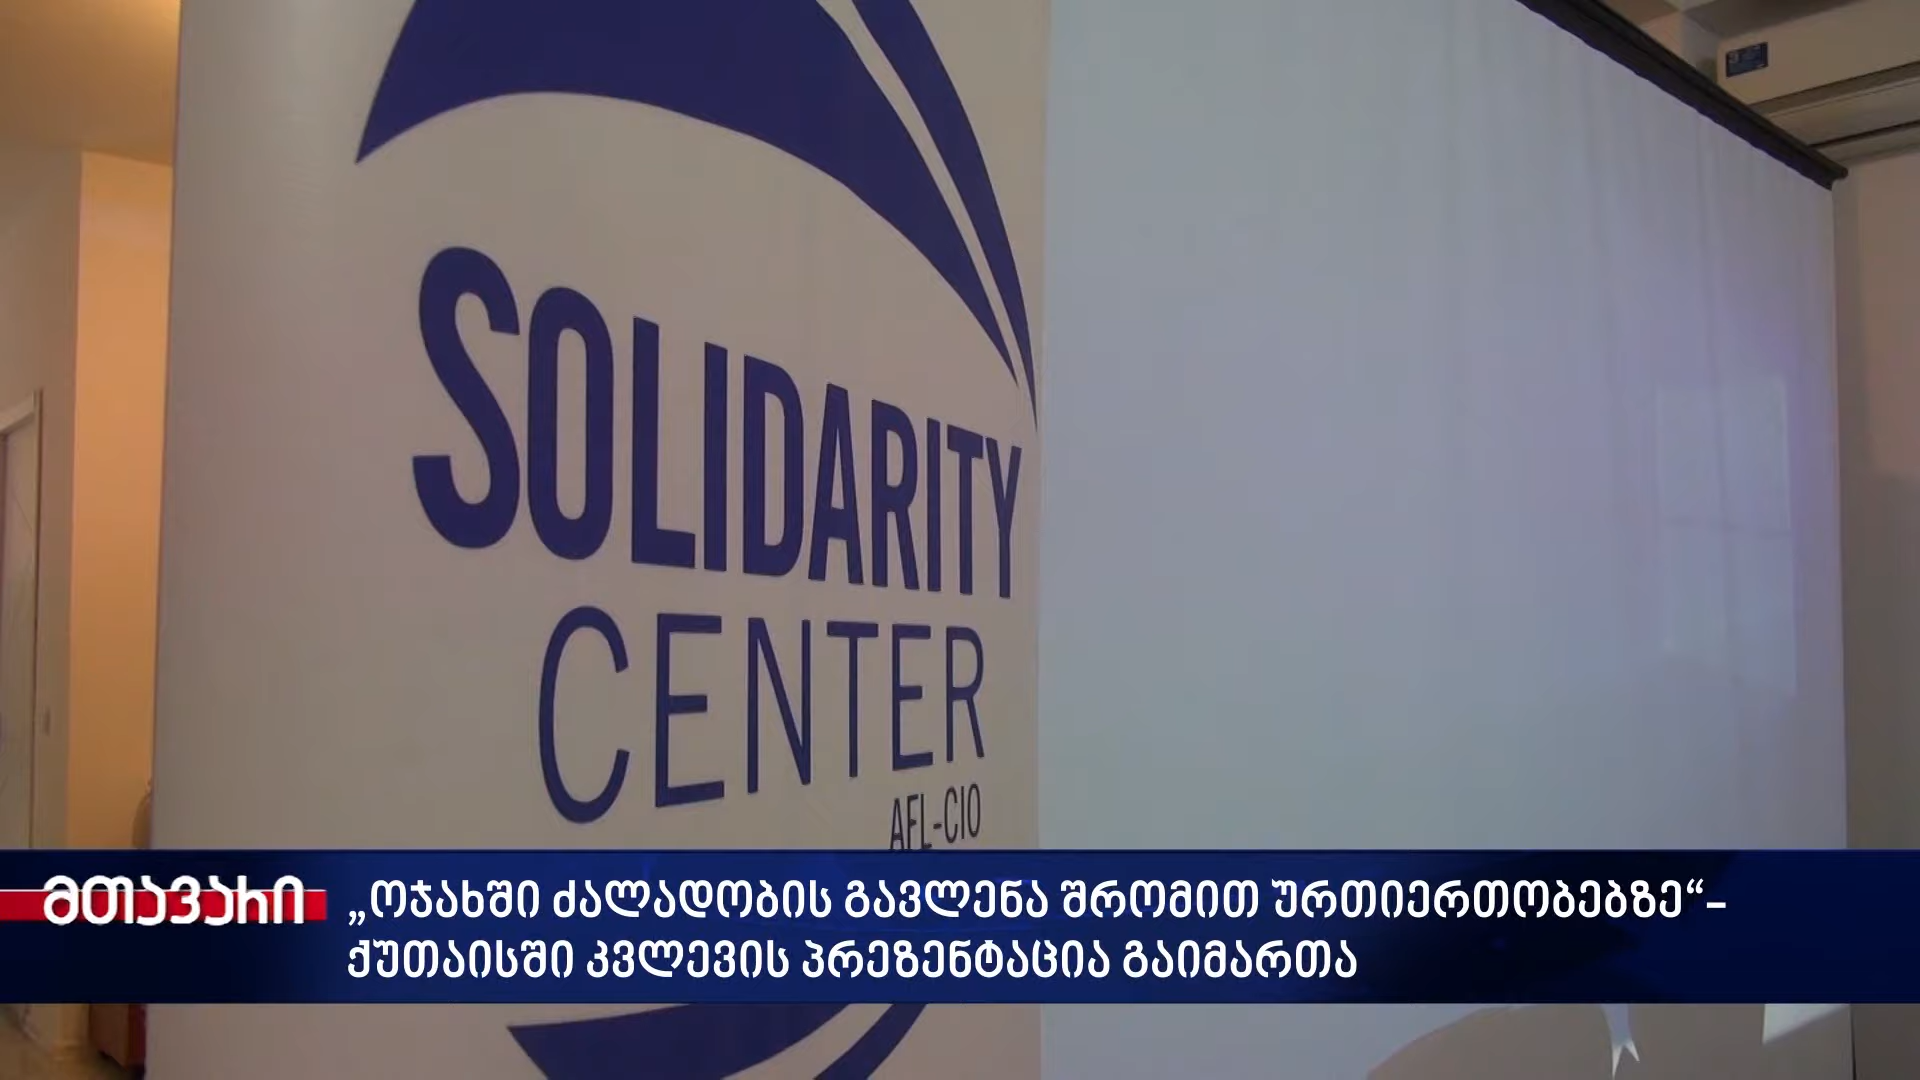 SOLIDARITY
CENTER
AFL-CIO
მთავარი
„ოჯახში ძალადობის გავლენა შრომით ურთიერთობებზე“–
ქუთაისში კვლევის პრეზენტაცია გაიმართა